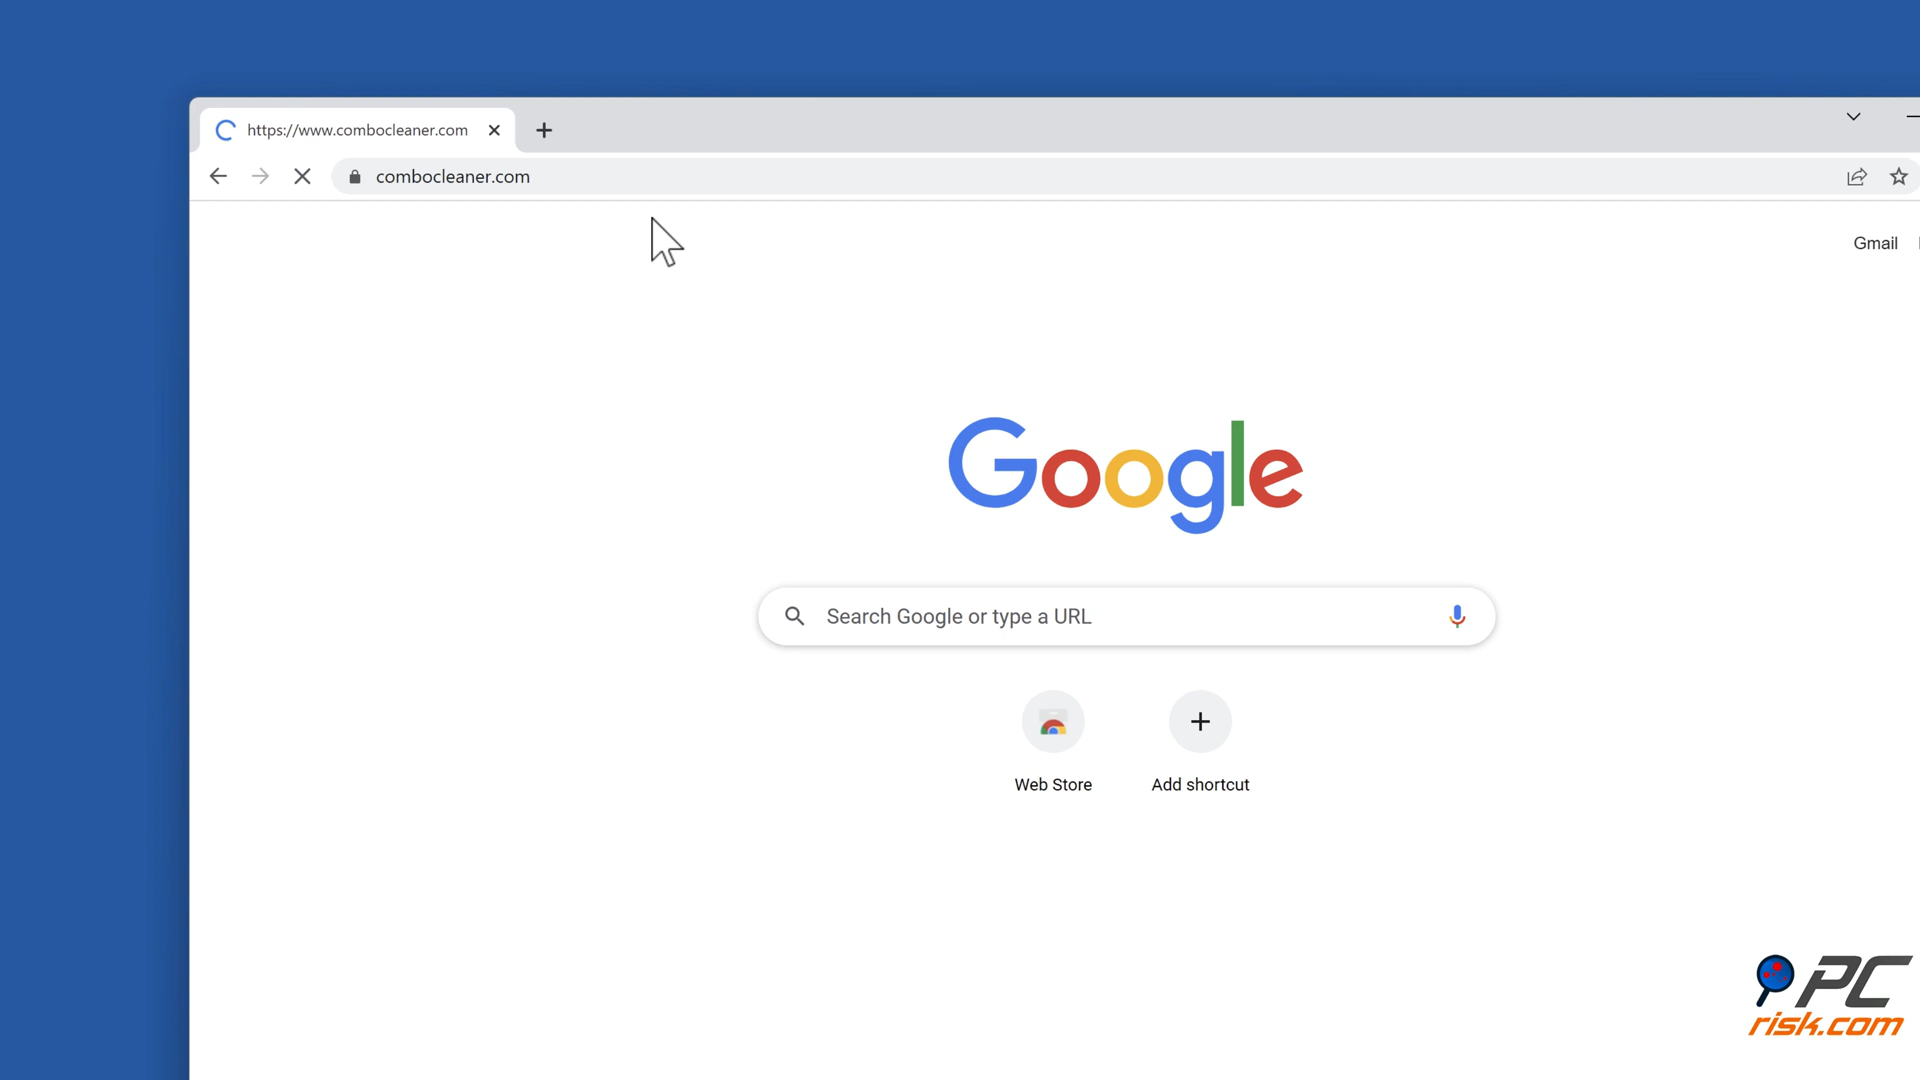 https://www.combocleaner.com
combocleaner.com
Gmail
Google
Search Google or type a URL
Web Store
Add shortcut
PC
risk.com